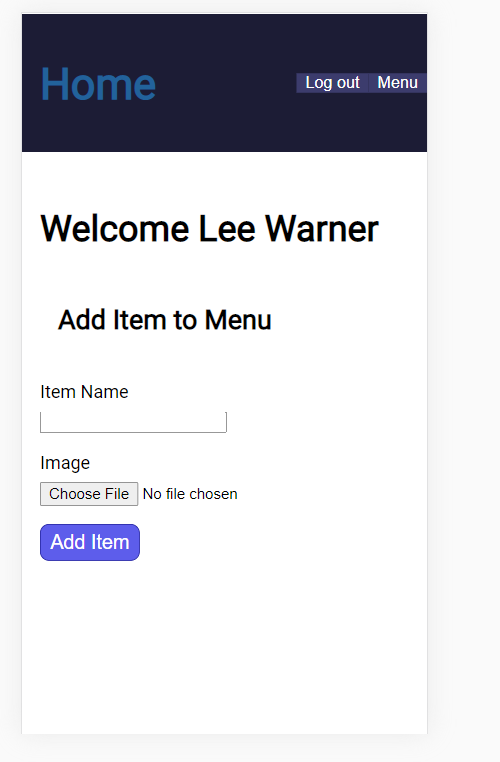 Home
Log out Menu
Welcome Lee Warner
Add Item to Menu
Item Name
Image
Choose File No file chosen
Add Item